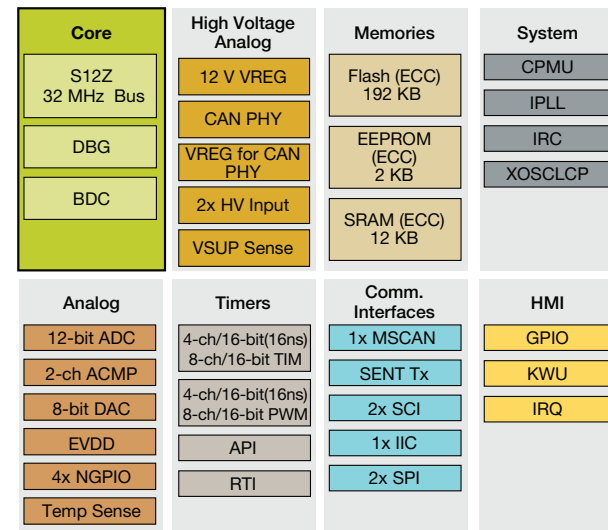 Core
S12Z
32 MHz Bus
DBG
BDC
High Voltage
Analog
12 V VREG
CAN PHY
VREG for CAN
PHY
2x HV Input
VSUP Sense
Memories
Flash (ECC)
192 KB
EEPROM
(ECC)
2 KB
SRAM (ECC)
12 KB
System
CPMU
IPLL
IRC
XOSCLCP
Analog
12-bit ADC
2-ch ACMP
8-bit DAC
EVDD
4x NGPIO
Temp Sense
Timers
4-ch/16-bit(16ns)
8-ch/16-bit TIM
4-ch/16-bit(16ns)
8-ch/16-bit PWM
API
RTI
Comm.
Interfaces
1x MSCAN
SENT Tx
2x SCI
1x IIC
2x SPI
HMI
GPIO
KWU
IRQ